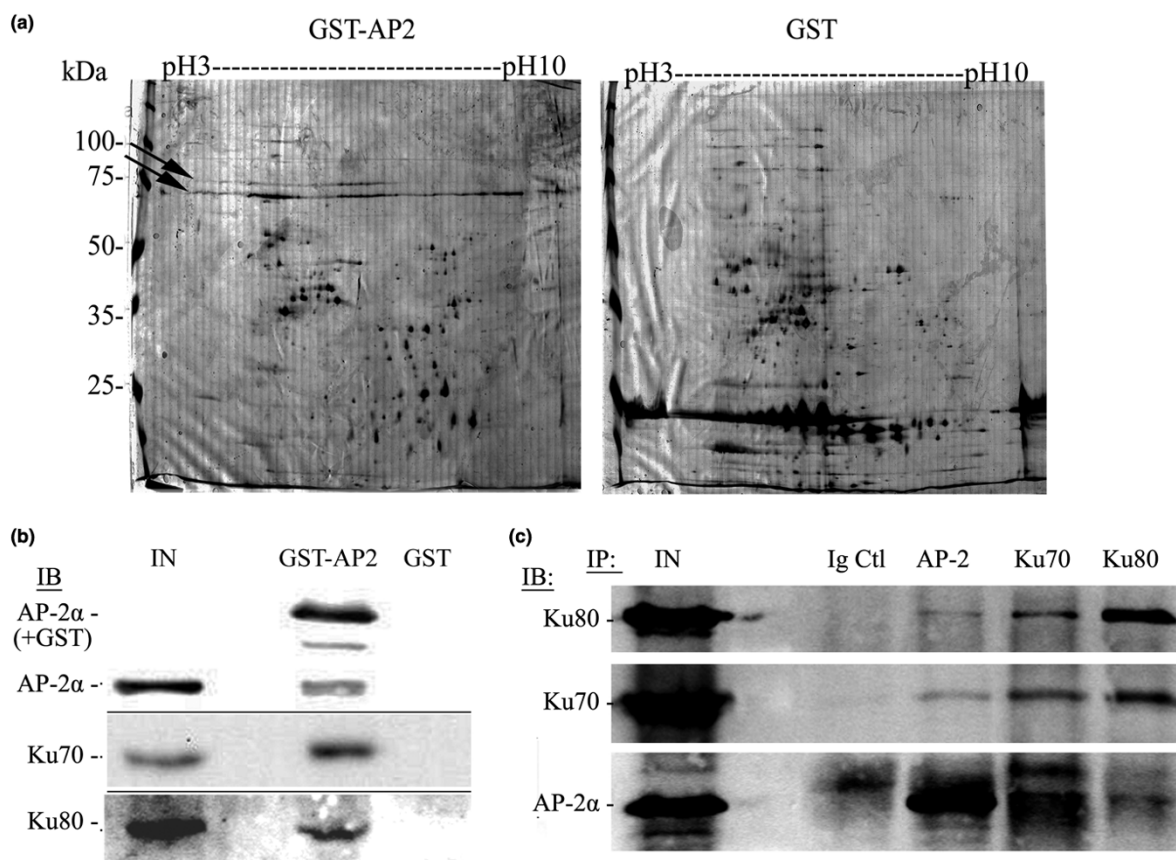 (a)
GST-AP2
GST
kDa
pH3------------------------------pH10
pH3------------------------------pH10
100-
75-
50-
35-
25-
(b)
IN
GST-AP2
GST
IB
AP-2α -
(+GST)
AP-2α -
Ku70 -
Ku80 -
(c)
IP:
IN
Ig Ctl
AP-2
Ku70
Ku80
IB:
Ku80 -
Ku70 -
AP-2α -